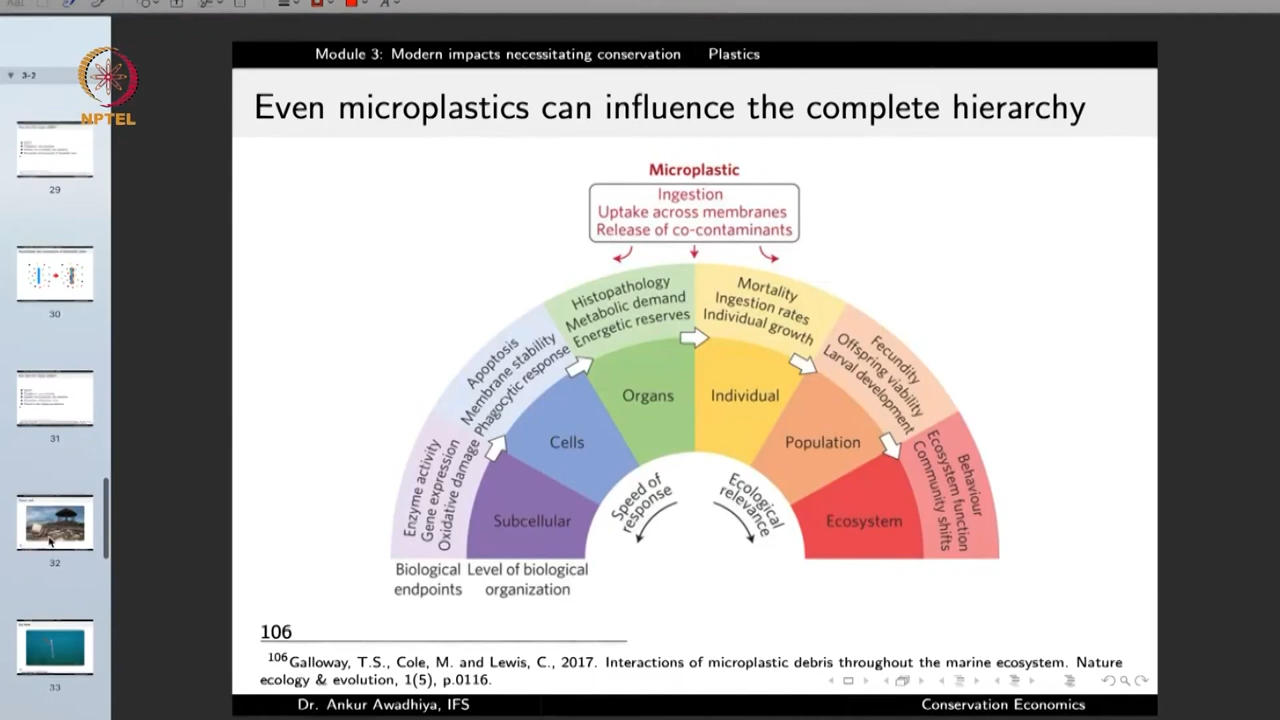 Module 3: Modern impacts necessitating conservation Plastics
3-2
NPTEL
Even microplastics can influence the complete hierarchy
29
30
31
32
33
Microplastic
Ingestion
Uptake across membranes
Release of co-contaminants
Enzyme activity
Gene expression
Oxidative damage
Apoptosis
Membrane stability
Phagocytic response
Histopathology
Metabolic demand
Energetic reserves
Mortality
Ingestion rates
Individual growth
Fecundity
Offspring viability
Larval development
Behaviour
Ecosystem function
Community shifts
Subcellular
Cells
Organs
Individual
Population
Ecosystem
Speed of
response
Ecological
relevance
Biological
endpoints
Level of biological
organization
106
106 Galloway, T.S., Cole, M. and Lewis, C., 2017. Interactions of microplastic debris throughout the marine ecosystem. Nature
ecology & evolution, 1(5), p.0116.
Dr. Ankur Awadhiya, IFS Conservation Economics